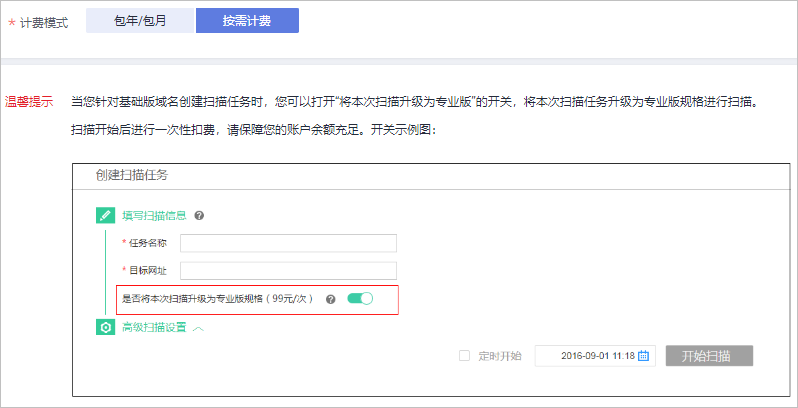 * 计费模式 包年/包月 按需计费
温馨提示 当您针对基础版域名创建扫描任务时，您可以打开“将本次扫描升级为专业版”的开关，将本次扫描任务升级为专业版规格进行扫描。
扫描开始后进行一次性扣费，请保障您的账户余额充足。开关示例图：
创建扫描任务
填写扫描信息 ?
* 任务名称
* 目标网址
是否将本次扫描升级为专业版规格（99元/次） ?
高级扫描设置
定时开始 2016-09-01 11:18 开始扫描